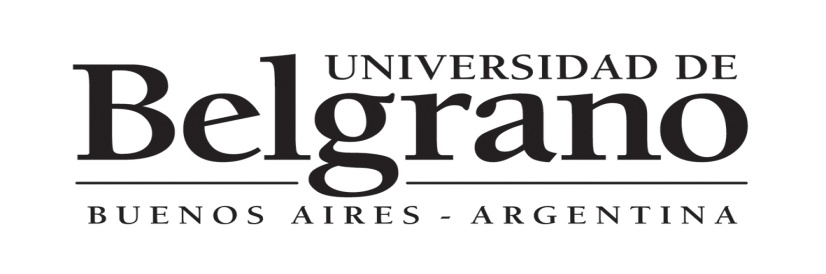 UNIVERSIDAD DE
Belgrano
BUENOS AIRES - ARGENTINA